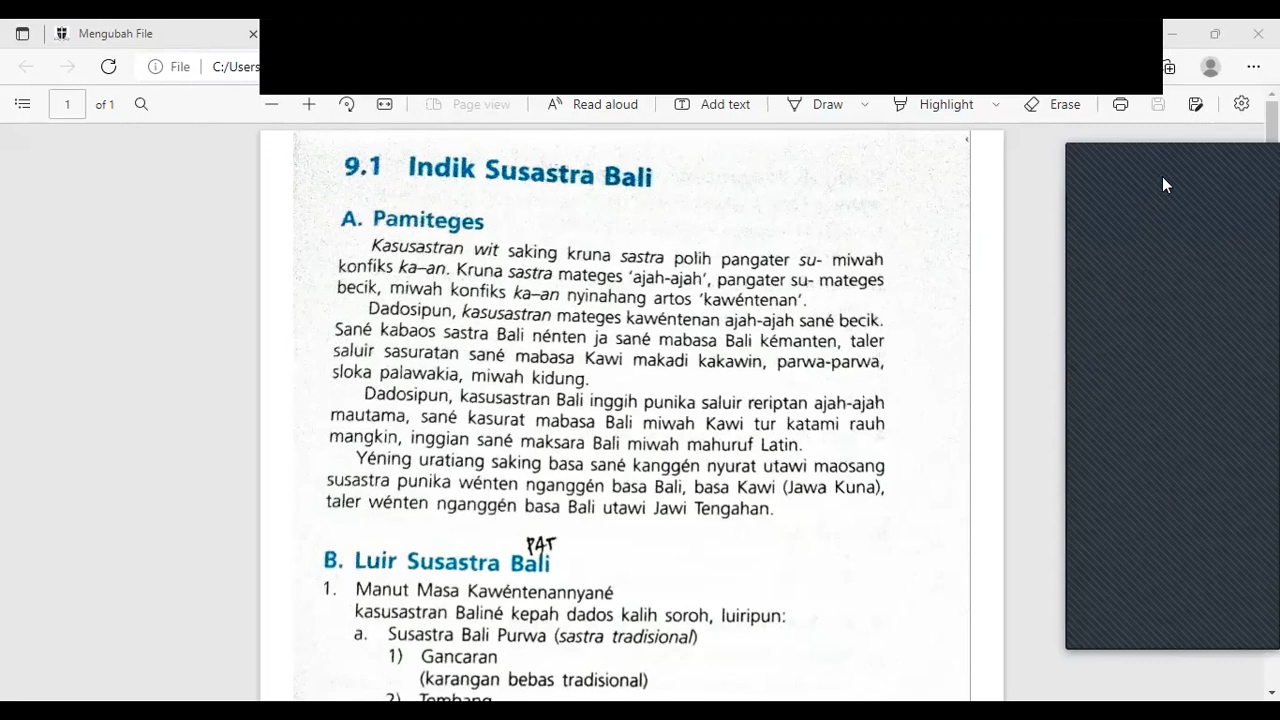 Mengubah File
File
C:/Users
1
of 1
Page view
Read aloud
Add text
Draw
Highlight
Erase
9.1 Indik Susastra Bali
A. Pamiteges
Kasusastran wit saking kruna sastra polih pangater su- miwah
konfiks ka–an. Kruna sastra mateges 'ajah-ajah', pangater su- mateges
becik, miwah konfiks ka–an nyinahang artos 'kawéntenan'.
Dadosipun, kasusastran mateges kawéntenan ajah-ajah sané becik.
Sané kabaos sastra Bali nénten ja sané mabasa Bali kémanten, taler
saluir sasuratan sané mabasa Kawi makadi kakawin, parwa-parwa,
sloka palawakia, miwah kidung.
Dadosipun, kasusastran Bali inggih punika saluir reriptan ajah-ajah
mautama, sané kasurat mabasa Bali miwah Kawi tur katami rauh
mangkin, inggian sané maksara Bali miwah mahuruf Latin.
Yéning uratiang saking basa sané kanggén nyurat utawi maosang
susastra punika wénten nganggén basa Bali, basa Kawi (Jawa Kuna),
taler wénten nganggén basa Bali utawi Jawi Tengahan.
PAT
B. Luir Susastra Bali
1. Manut Masa Kawéntenannyané
kasusastran Baliné kepah dados kalih soroh, luiripun:
a. Susastra Bali Purwa (sastra tradisional)
1) Gancaran
(karangan bebas tradisional)
2) Tembang